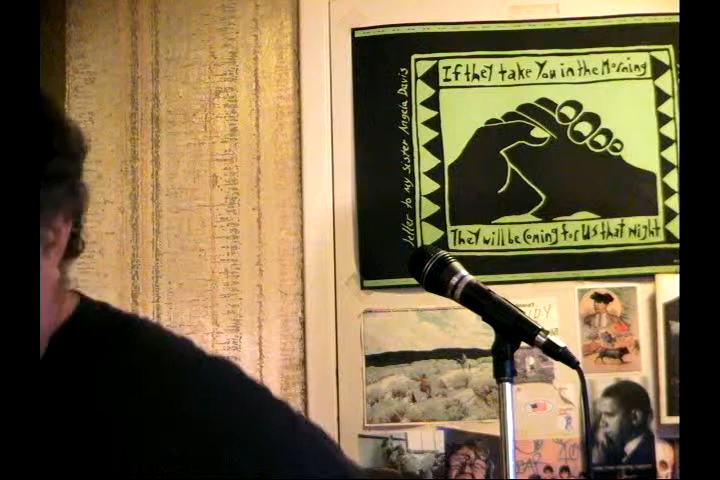 If they take You in the Morning
They will be Coming for Us that Night
letter to my Sister Angela Davis